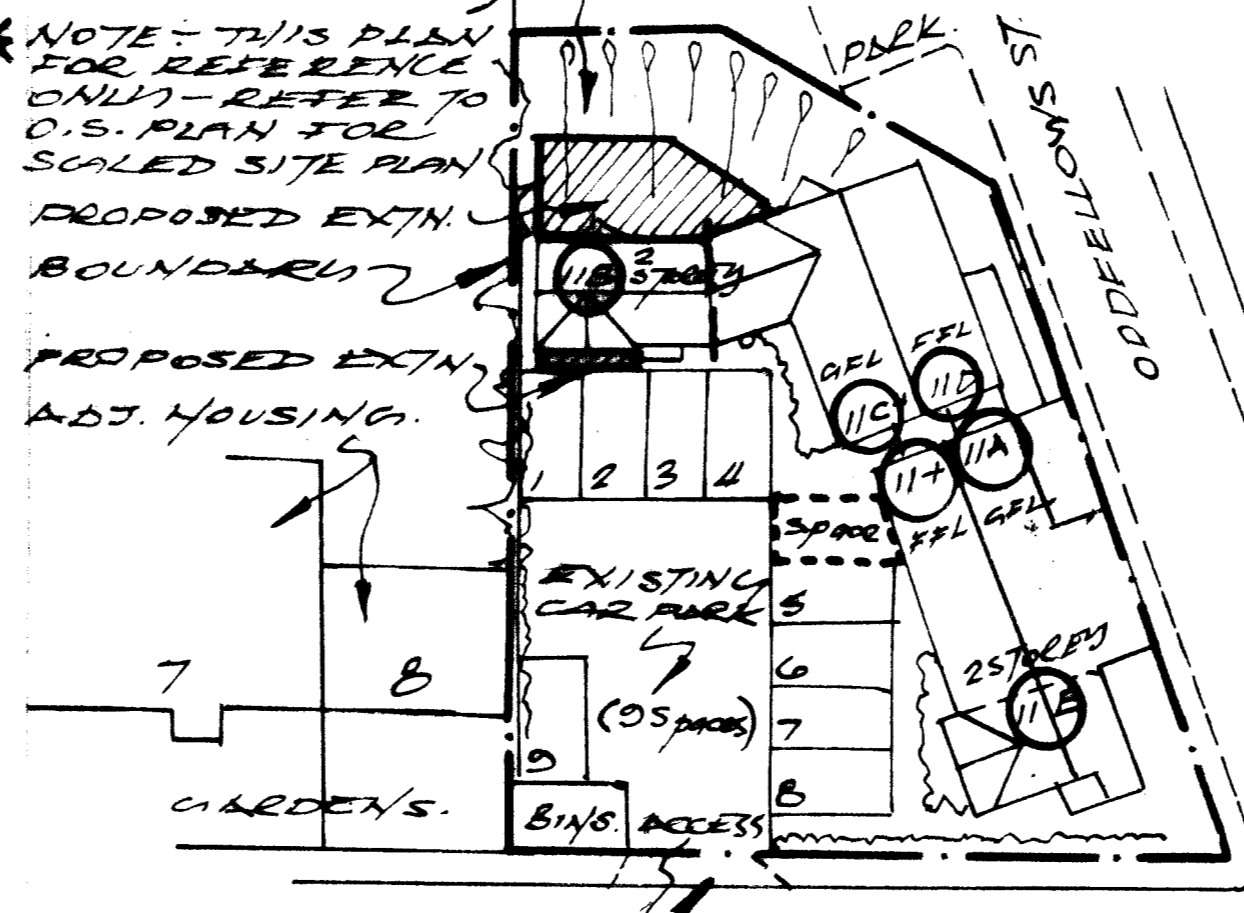 * NOTE - THIS PLAN
FOR REFERENCE
ONLY - REFER TO
O.S. PLAN FOR
SCALED SITE PLAN
PROPOSED EXTN.
BOUNDARY
PROPOSED EXTN.
ADJ. HOUSING.
PARK.
ODDFELLOWS ST.
2
STOREY
GFL
FFL
11C
11D
11A
11+
FFL
GFL
1
2
3
4
SPACE
EXISTING
CAR PARK
(9 SPACES)
5
6
7
8
9
7
8
GARDENS.
BINS.
ACCESS
2 STOREY
11E